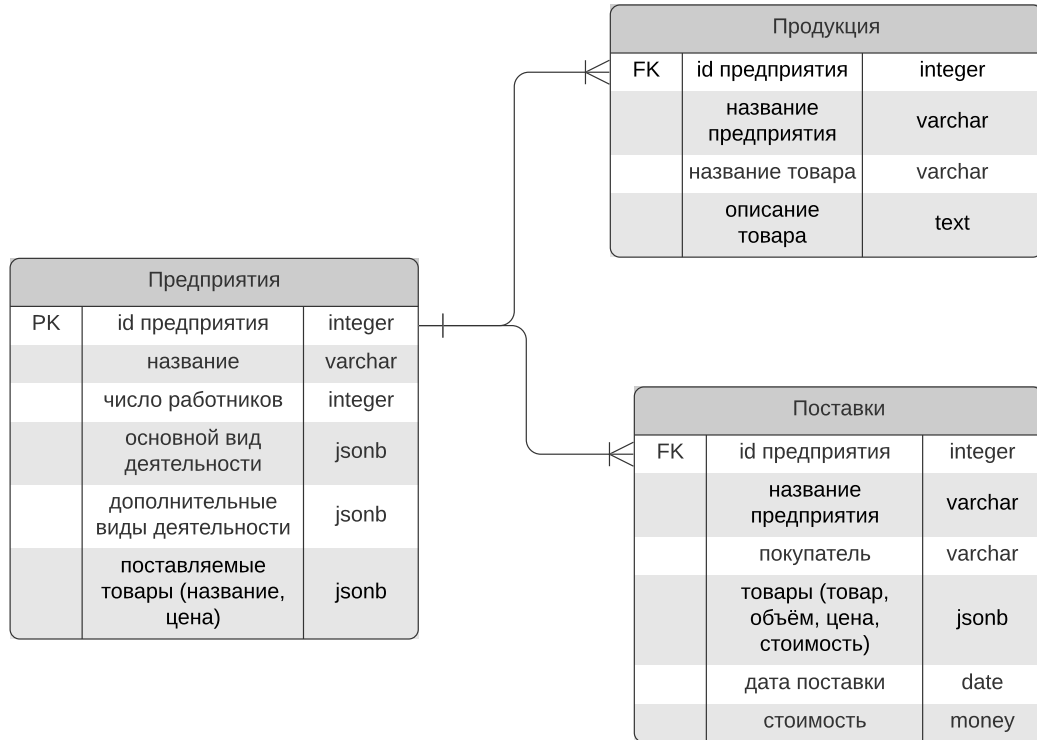 Продукция
FK id предприятия integer
название
предприятия varchar
название товара varchar
описание
товара text
Предприятия
PK id предприятия integer
название varchar
число работников integer
основной вид
деятельности jsonb
дополнительные
виды деятельности jsonb
поставляемые
товары (название,
цена) jsonb
Поставки
FK id предприятия integer
название
предприятия varchar
покупатель varchar
товары (товар,
объём, цена,
стоимость) jsonb
дата поставки date
стоимость money